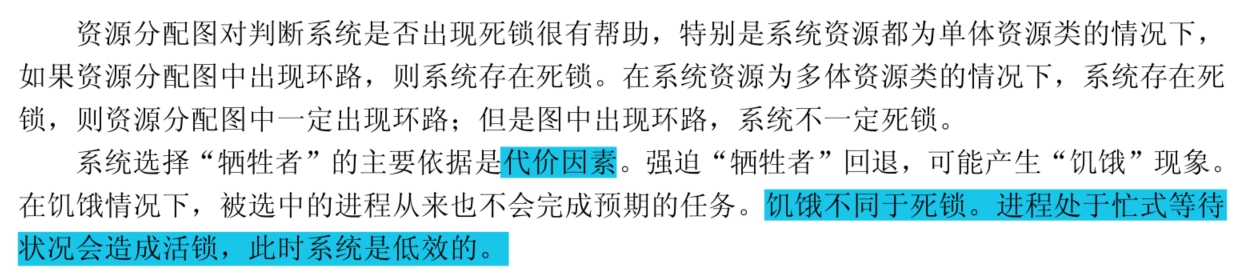 资源分配图对判断系统是否出现死锁很有帮助，特别是系统资源都为单体资源类的情况下，
如果资源分配图中出现环路，则系统存在死锁。在系统资源为多体资源类的情况下，系统存在死
锁，则资源分配图中一定出现环路；但是图中出现环路，系统不一定死锁。
系统选择“牺牲者”的主要依据是代价因素。强迫“牺牲者”回退，可能产生“饥饿”现象。
在饥饿情况下，被选中的进程从来也不会完成预期的任务。饥饿不同于死锁。进程处于忙式等待
状况会造成活锁，此时系统是低效的。